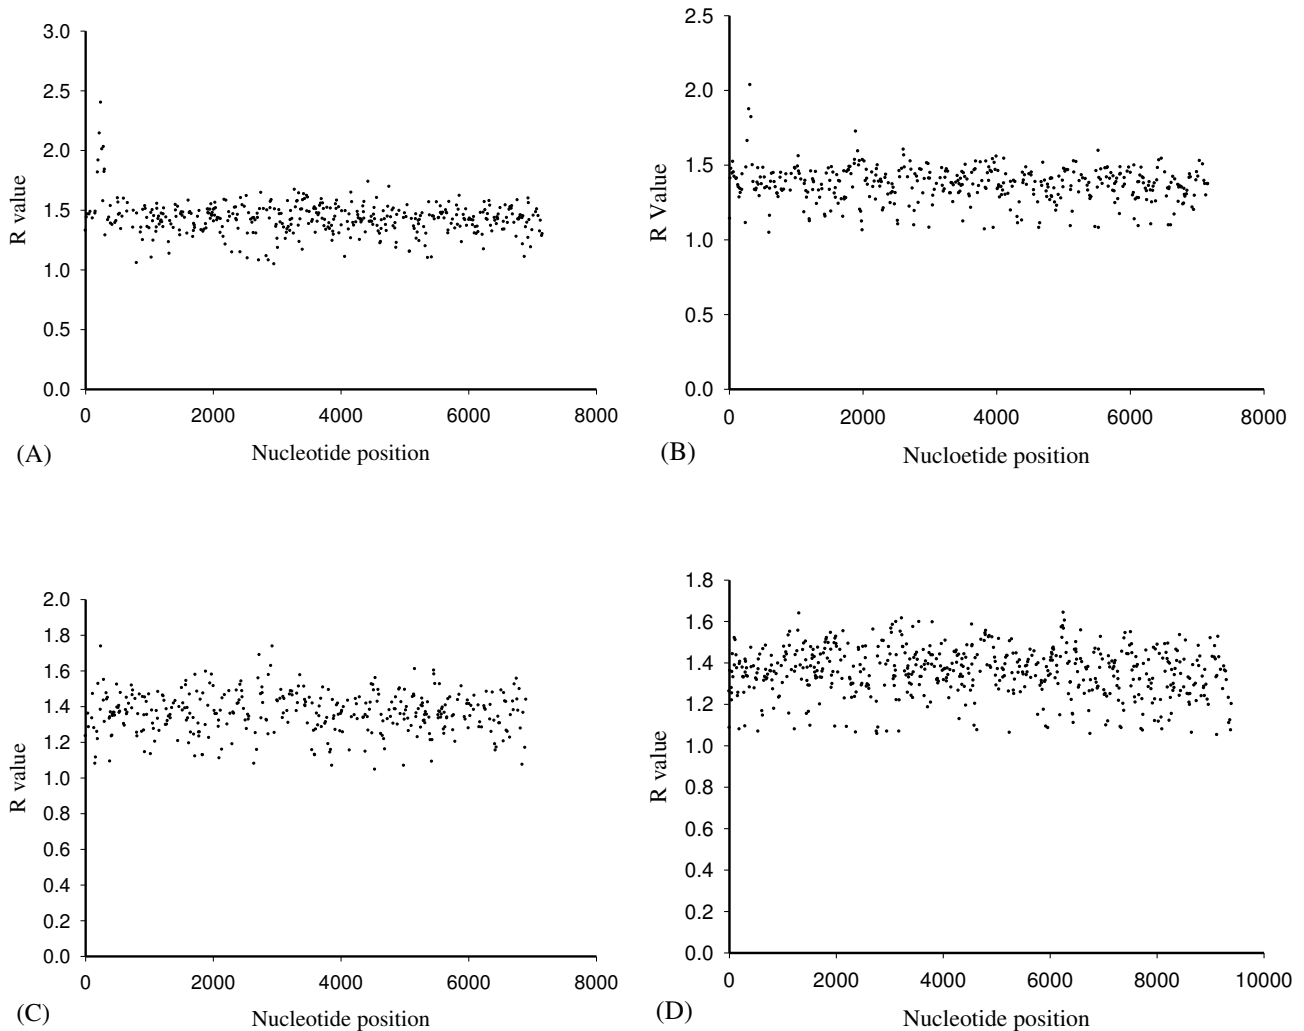 3.0
2.5
2.0
1.5
1.0
0.5
0.0
R value
0 2000 4000 6000 8000
Nucleotide position
(A)
2.5
2.0
1.5
1.0
0.5
0.0
R Value
0 2000 4000 6000 8000
Nucloetide position
(B)
2.0
1.8
1.6
1.4
1.2
1.0
0.8
0.6
0.4
0.2
0.0
R value
0 2000 4000 6000 8000
Nucleotide position
(C)
1.8
1.6
1.4
1.2
1.0
0.8
0.6
0.4
0.2
0.0
R value
0 2000 4000 6000 8000 10000
Nucleotide position
(D)